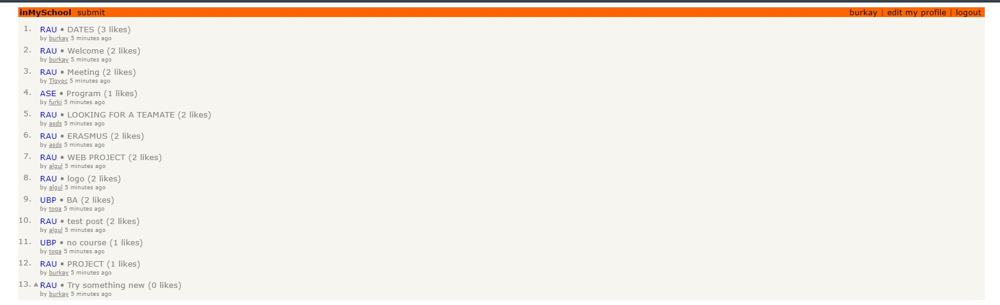 inMySchool submit burkay | edit my profile | logout
1. RAU • DATES (3 likes)
by burkay 5 minutes ago
2. RAU • Welcome (2 likes)
by burkay 5 minutes ago
3. RAU • Meeting (2 likes)
by Tlgypc 5 minutes ago
4. ASE • Program (1 likes)
by furki 5 minutes ago
5. RAU • LOOKING FOR A TEAMATE (2 likes)
by asds 5 minutes ago
6. RAU • ERASMUS (2 likes)
by asds 5 minutes ago
7. RAU • WEB PROJECT (2 likes)
by algul 5 minutes ago
8. RAU • logo (2 likes)
by algul 5 minutes ago
9. UBP • BA (2 likes)
by toga 5 minutes ago
10. RAU • test post (2 likes)
by algul 5 minutes ago
11. UBP • no course (1 likes)
by toga 5 minutes ago
12. RAU • PROJECT (1 likes)
by burkay 5 minutes ago
13. ▲ RAU • Try something new (0 likes)
by burkay 5 minutes ago